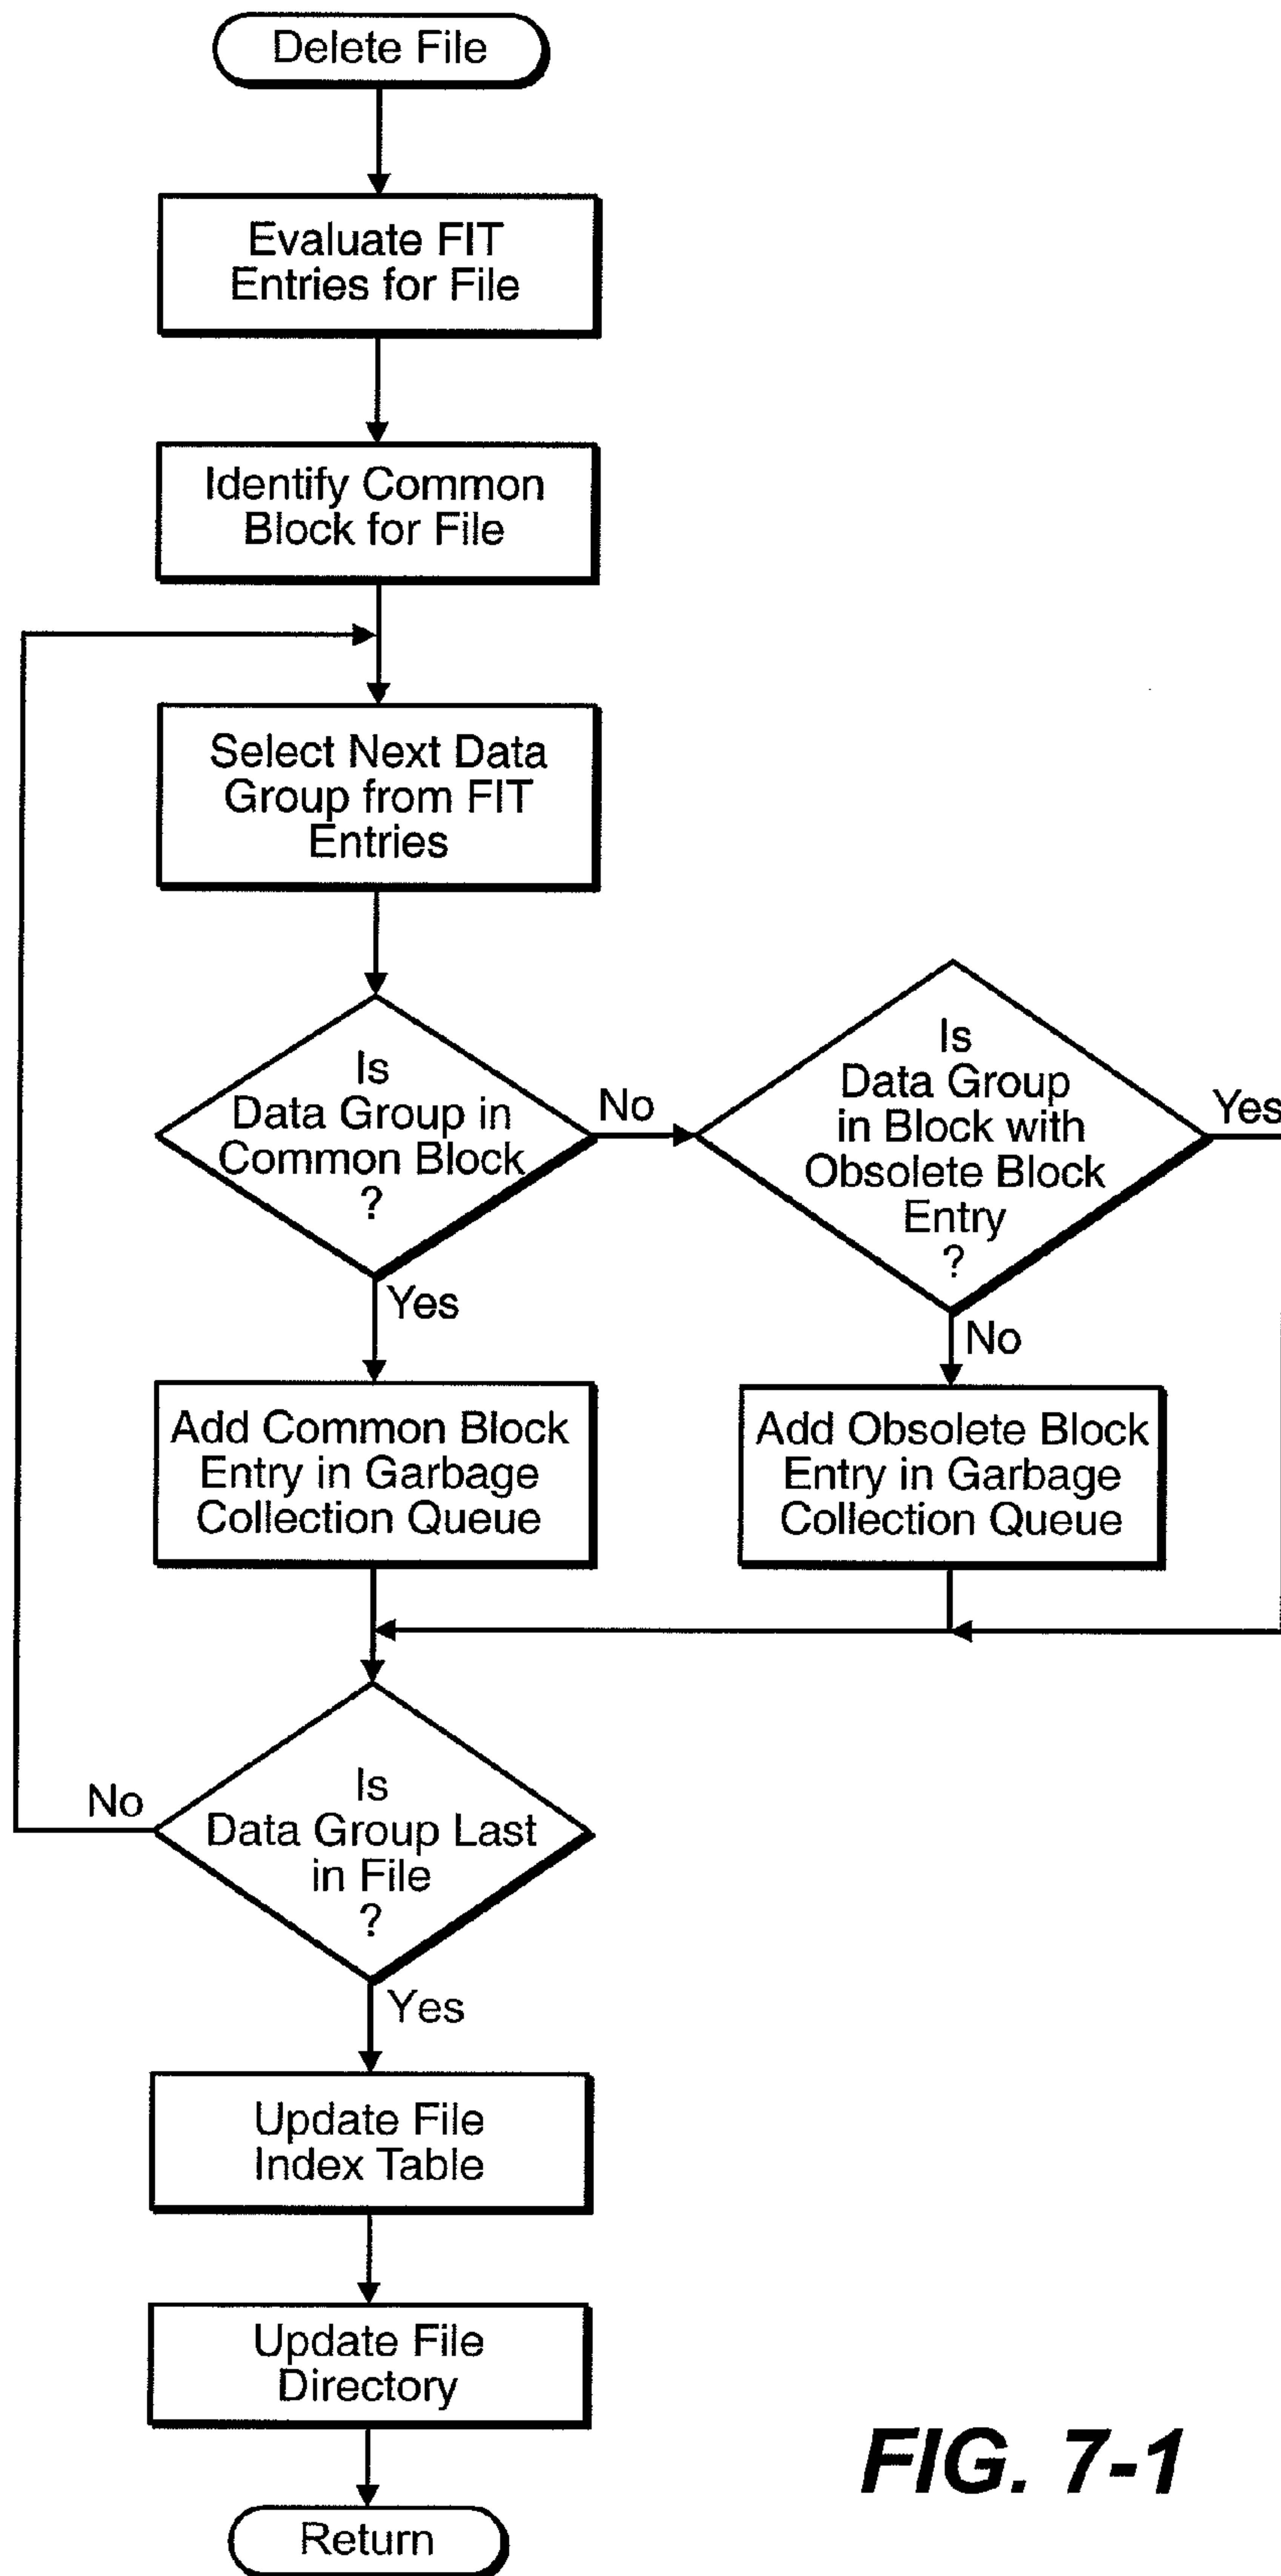 Delete File
Evaluate FIT
Entries for File
Identify Common
Block for File
Select Next Data
Group from FIT
Entries
Is
Data Group in
Common Block
?
No
Is
Data Group
in Block with
Obsolete Block
Entry
?
Yes
Yes
No
Add Common Block
Entry in Garbage
Collection Queue
Add Obsolete Block
Entry in Garbage
Collection Queue
Is
Data Group Last
in File
?
No
Yes
Update File
Index Table
Update File
Directory
Return
FIG. 7-1